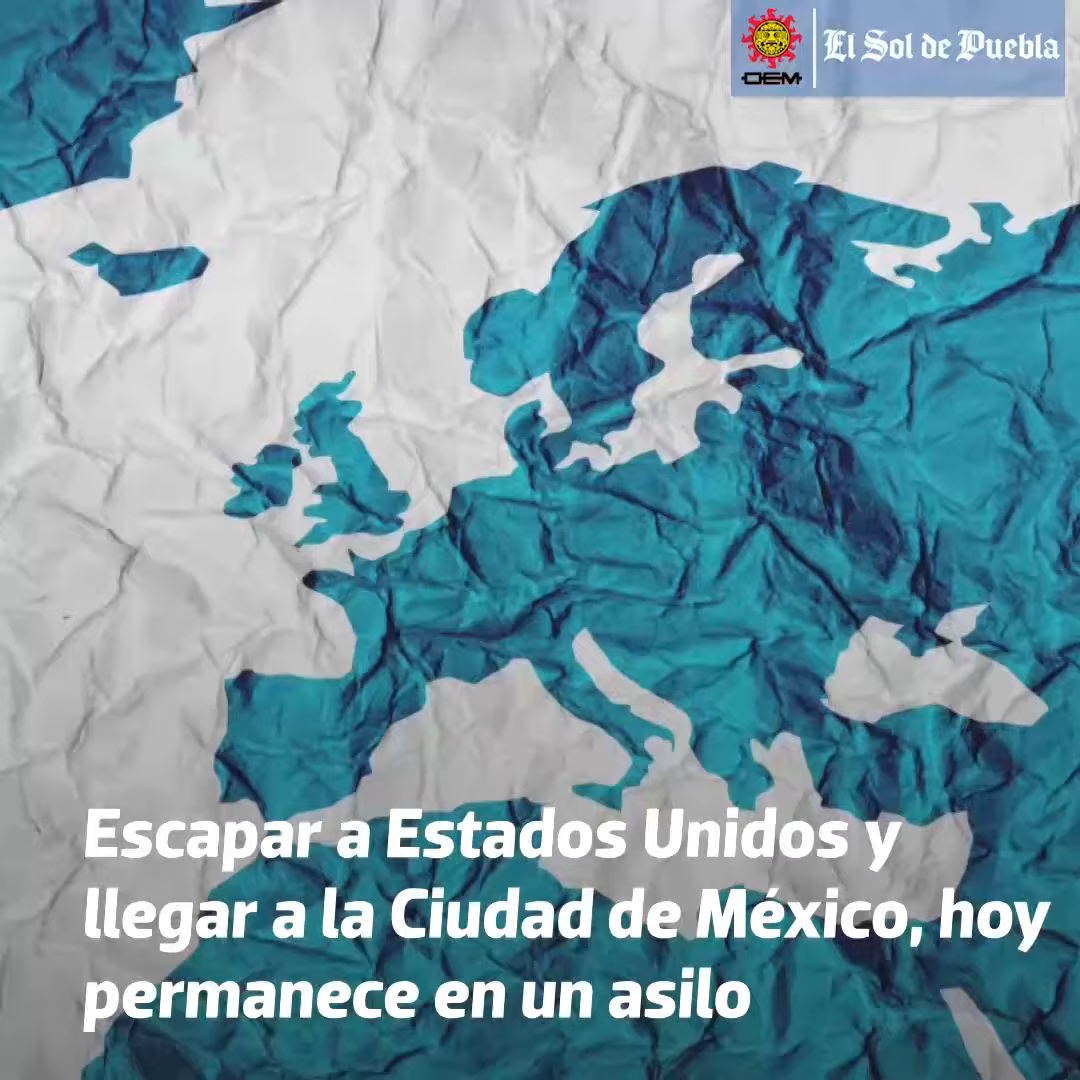 OEM
El Sol de Puebla
Escapar a Estados Unidos y
llegar a la Ciudad de México, hoy
permanece en un asilo